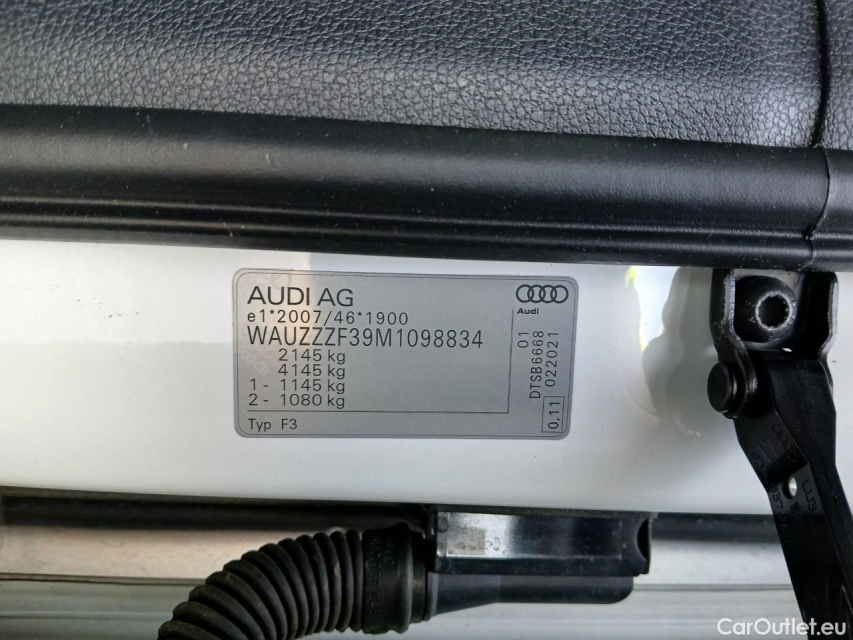 AUDI AG
Audi
e1*2007/46*1900
WAUZZZF39M1098834
2145 kg
4145 kg
1- 1145 kg
2- 1080 kg
Typ F3
01
DTSB6668
022021
0,11
CarOutlet.eu